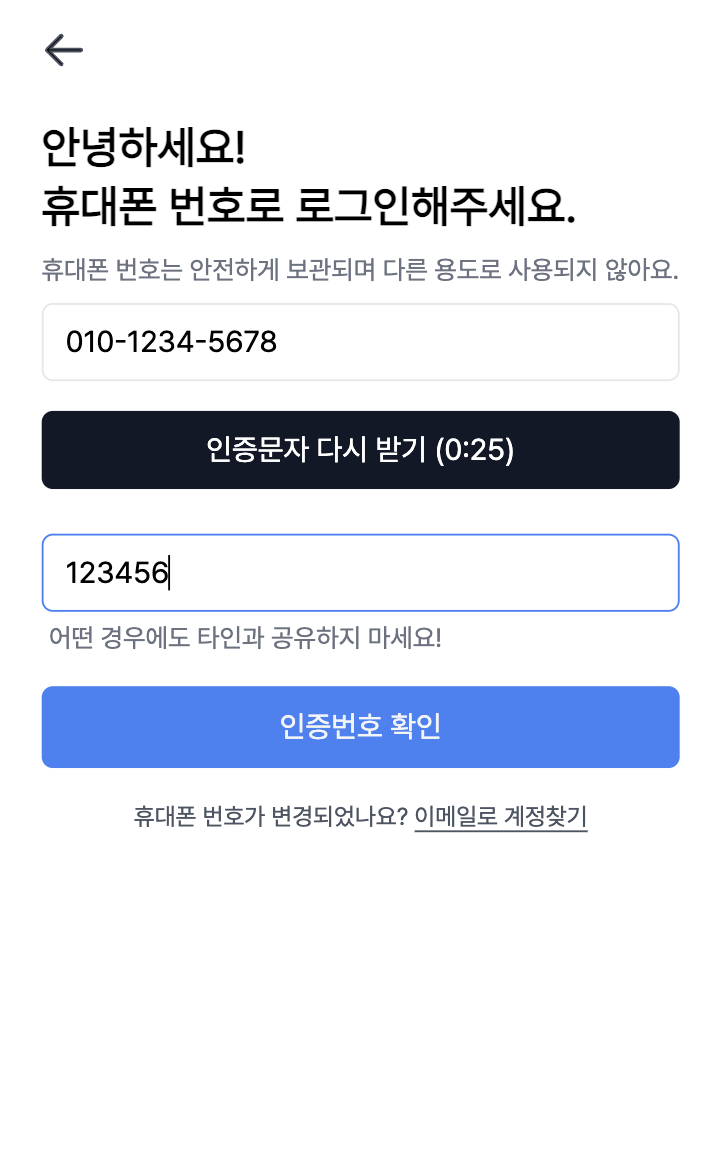 안녕하세요!
휴대폰 번호로 로그인해주세요.
휴대폰 번호는 안전하게 보관되며 다른 용도로 사용되지 않아요.
010-1234-5678
인증문자 다시 받기 (0:25)
123456
어떤 경우에도 타인과 공유하지 마세요!
인증번호 확인
휴대폰 번호가 변경되었나요? 이메일로 계정찾기